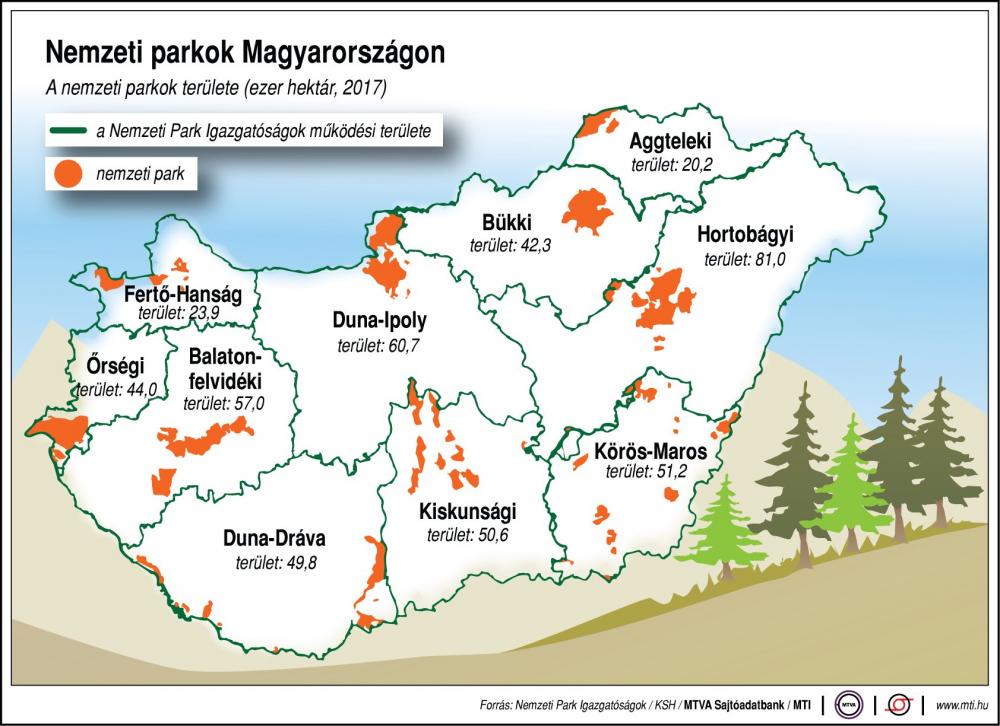 Nemzeti parkok Magyarországon
A nemzeti parkok területe (ezer hektár, 2017)
a Nemzeti Park Igazgatóságok működési területe
nemzeti park
Aggteleki
terület: 20,2
Bükki
terület: 42,3
Hortobágyi
terület: 81,0
Fertő-Hanság
terület: 23,9
Duna-Ipoly
terület: 60,7
Őrségi
terület: 44,0
Balaton-
felvidéki
terület: 57,0
Körös-Maros
terület: 51,2
Kiskunsági
terület: 50,6
Duna-Dráva
terület: 49,8
Forrás: Nemzeti Park Igazgatóságok / KSH / MTVA Sajtóadatbank / MTI | MTVA | | www.mti.hu